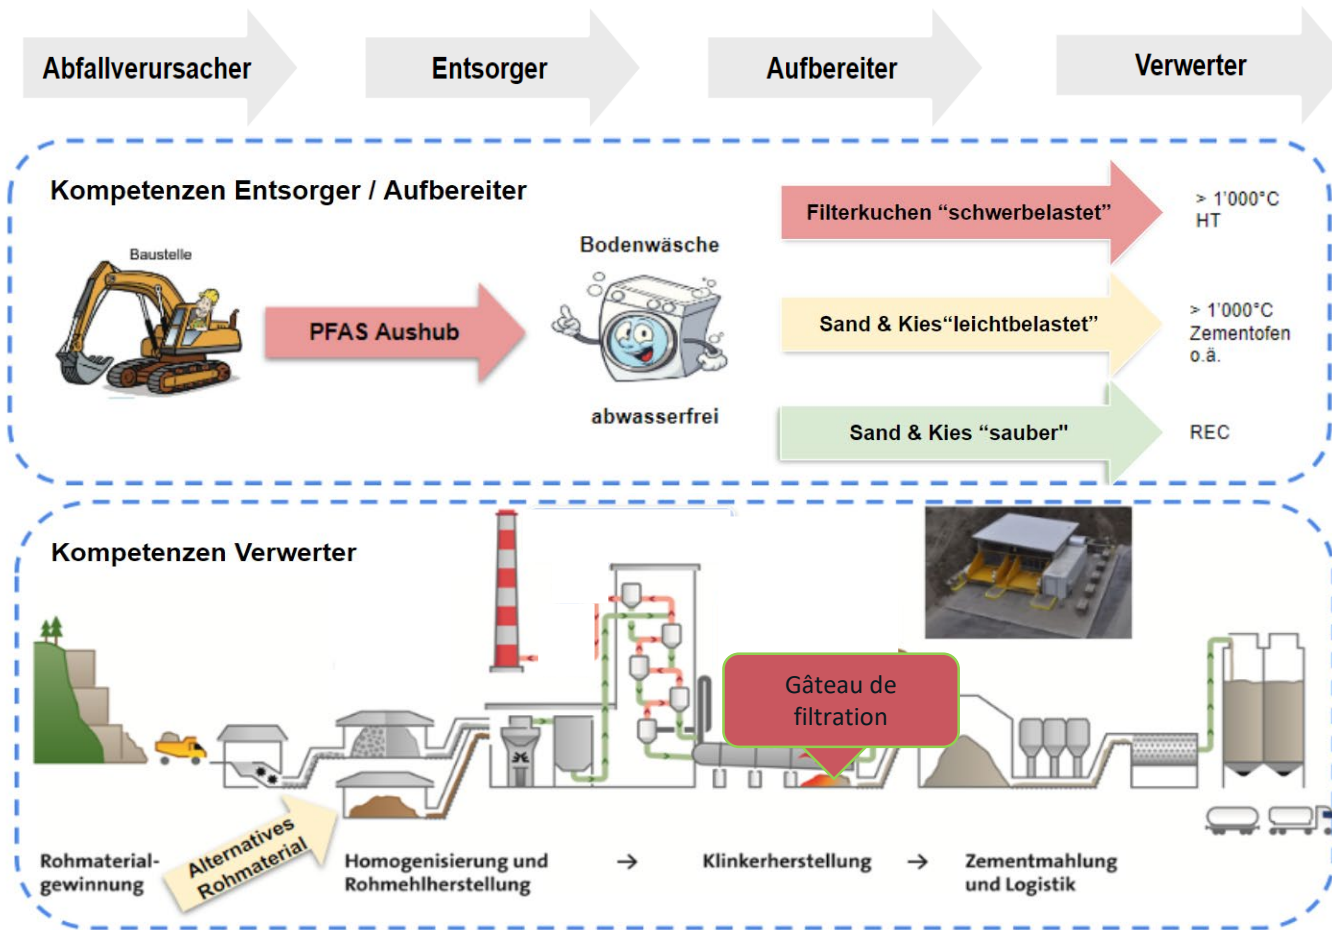 Abfallverursacher
Entsorger
Aufbereiter
Verwerter
Kompetenzen Entsorger / Aufbereiter
Baustelle
PFAS Aushub
Bodenwäsche
abwasserfrei
Filterkuchen “schwerbelastet”
> 1'000°C
HT
Sand & Kies“leichtbelastet”
> 1'000°C
Zementofen
o.ä.
Sand & Kies “sauber"
REC
Kompetenzen Verwerter
Gâteau de
filtration
Alternatives
Rohmaterial
Rohmaterial-
gewinnung
Homogenisierung und
Rohmehlherstellung
→
Klinkerherstellung
→
Zementmahlung
und Logistik